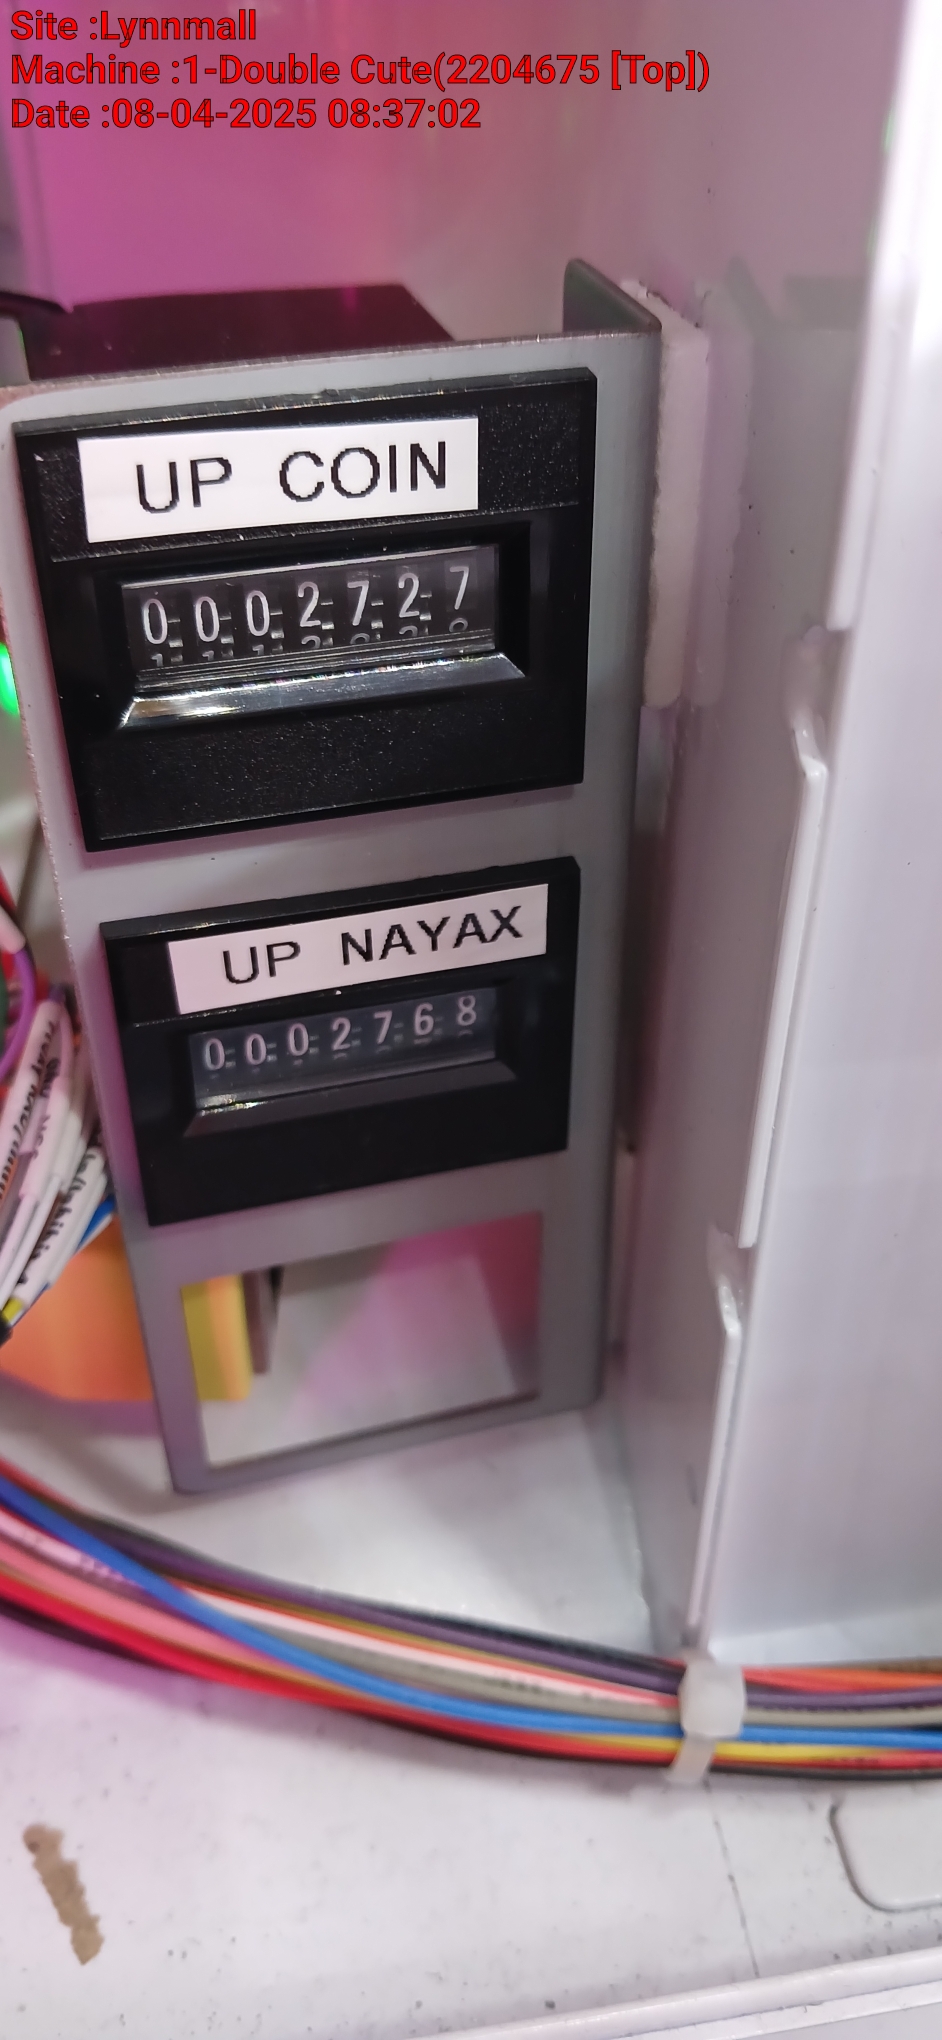 Site :Lynnmall
Machine :1-Double Cute(2204675 [Top])
Date :08-04-2025 08:37:02
UP COIN
0002727
UP NAYAX
0002768